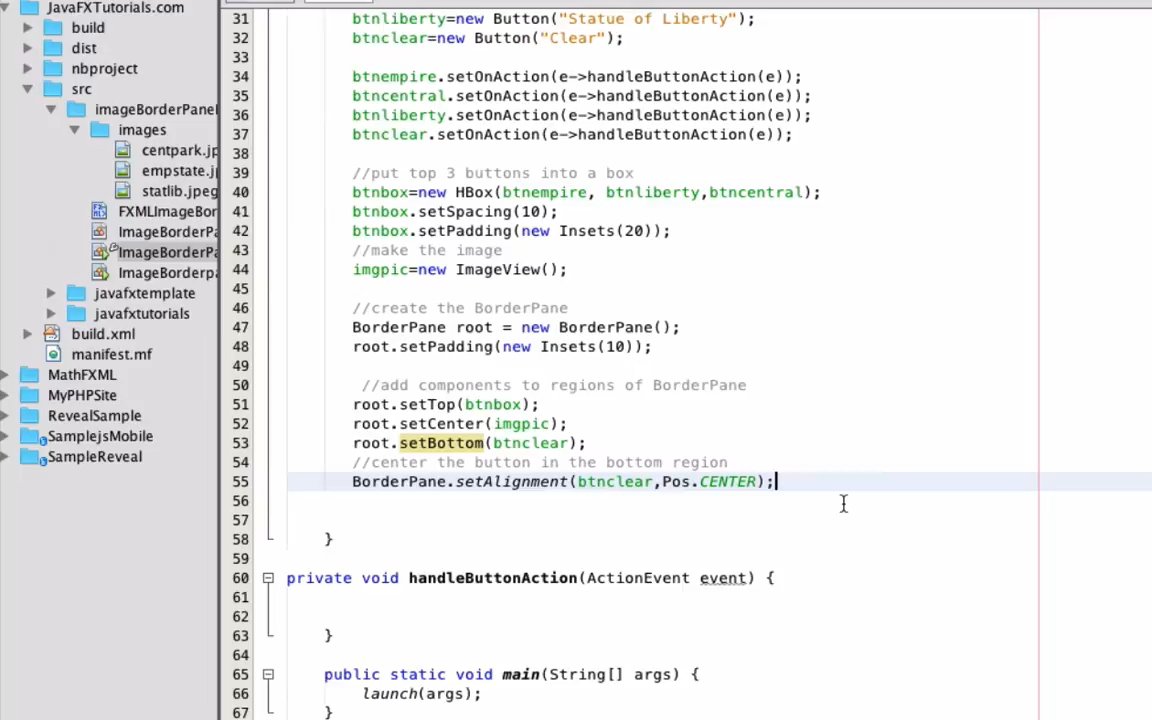 JavaFXTutorials.com
build
dist
nbproject
src
imageBorderPanel
images
centpark.jp
empstate.j
statlib.jpeg
FXMLImageBor
ImageBorderPa
ImageBorderPa
ImageBorderpa
javafxtemplate
javafxtutorials
build.xml
manifest.mf
MathFXML
MyPHPSite
RevealSample
SamplejsMobile
SampleReveal
31 btnliberty=new Button("Statue of Liberty");
32 btnclear=new Button("Clear");
33
34 btnempire.setOnAction(e->handleButtonAction(e));
35 btncentral.setOnAction(e->handleButtonAction(e));
36 btnliberty.setOnAction(e->handleButtonAction(e));
37 btnclear.setOnAction(e->handleButtonAction(e));
38
39 //put top 3 buttons into a box
40 btnbox=new HBox(btnempire, btnliberty,btncentral);
41 btnbox.setSpacing(10);
42 btnbox.setPadding(new Insets(20));
43 //make the image
44 imgpic=new ImageView();
45
46 //create the BorderPane
47 BorderPane root = new BorderPane();
48 root.setPadding(new Insets(10));
49
50 //add components to regions of BorderPane
51 root.setTop(btnbox);
52 root.setCenter(imgpic);
53 root.setBottom(btnclear);
54 //center the button in the bottom region
55 BorderPane.setAlignment(btnclear,Pos.CENTER);
56
57
58 }
59
60 private void handleButtonAction(ActionEvent event) {
61
62
63 }
64
65 public static void main(String[] args) {
66 launch(args);
67 }